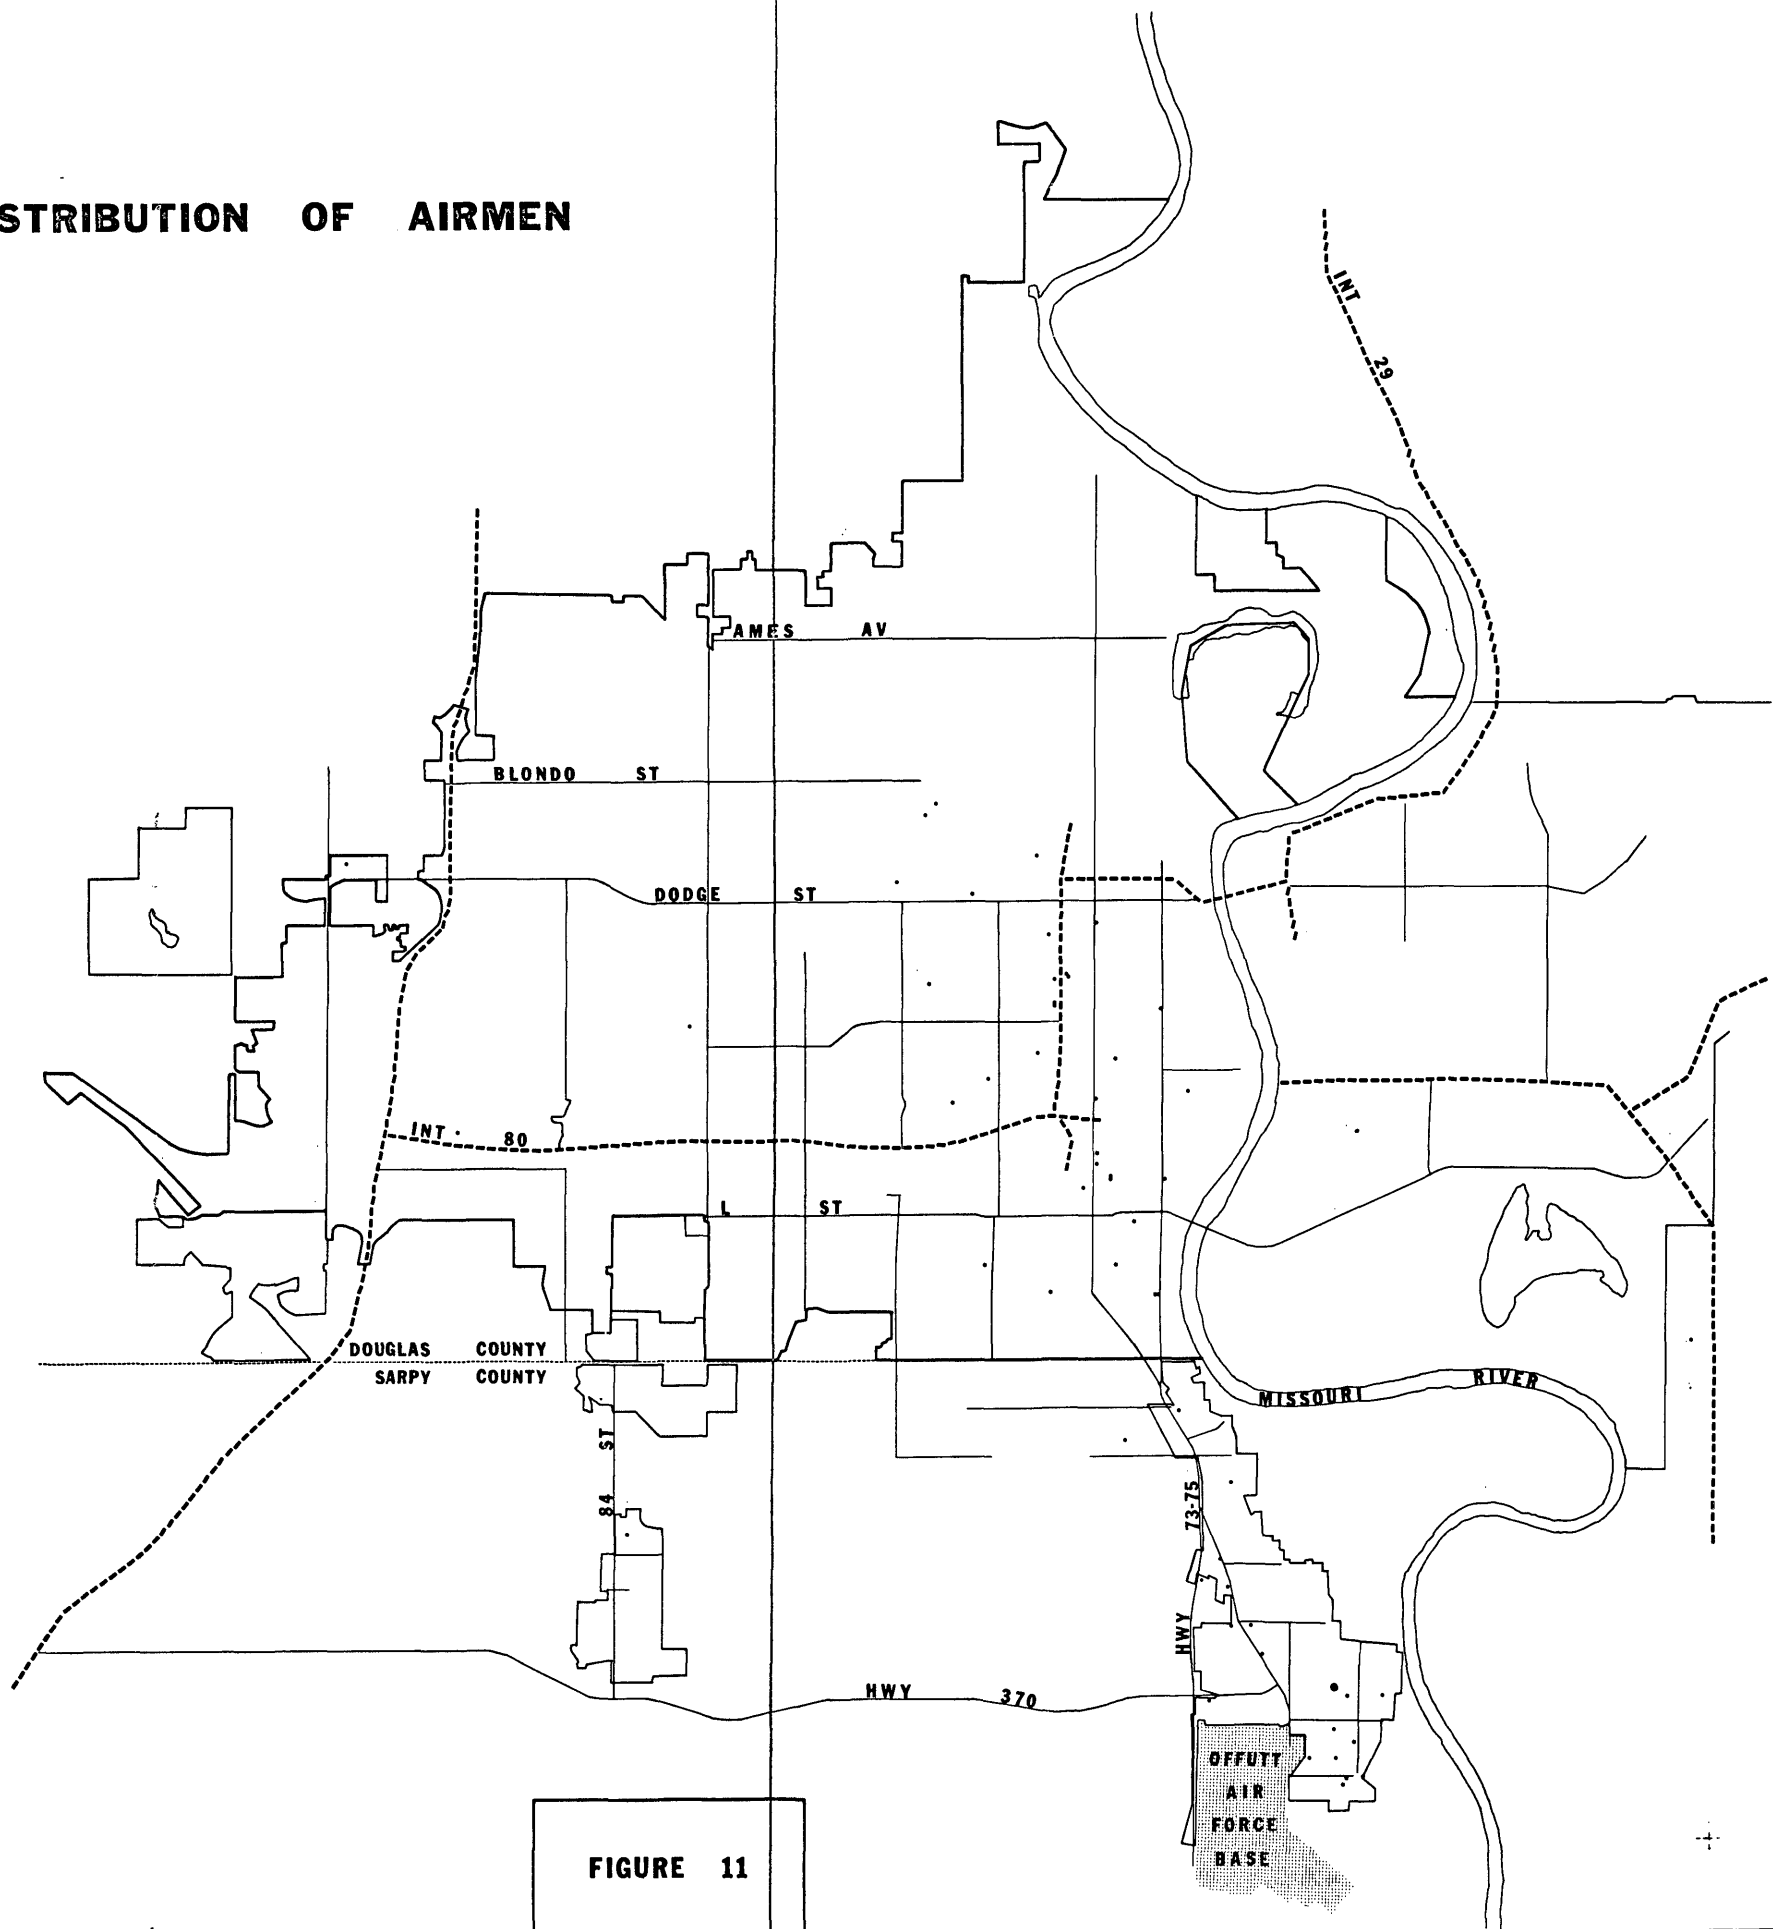 STRIBUTION OF AIRMEN
INT 29
AMES AV
BLONDO ST
DODGE ST
INT 80
L ST
DOUGLAS COUNTY
SARPY COUNTY
MISSOURI RIVER
84 ST
HWY 73-75
HWY 370
OFFUTT
AIR
FORCE
BASE
FIGURE 11